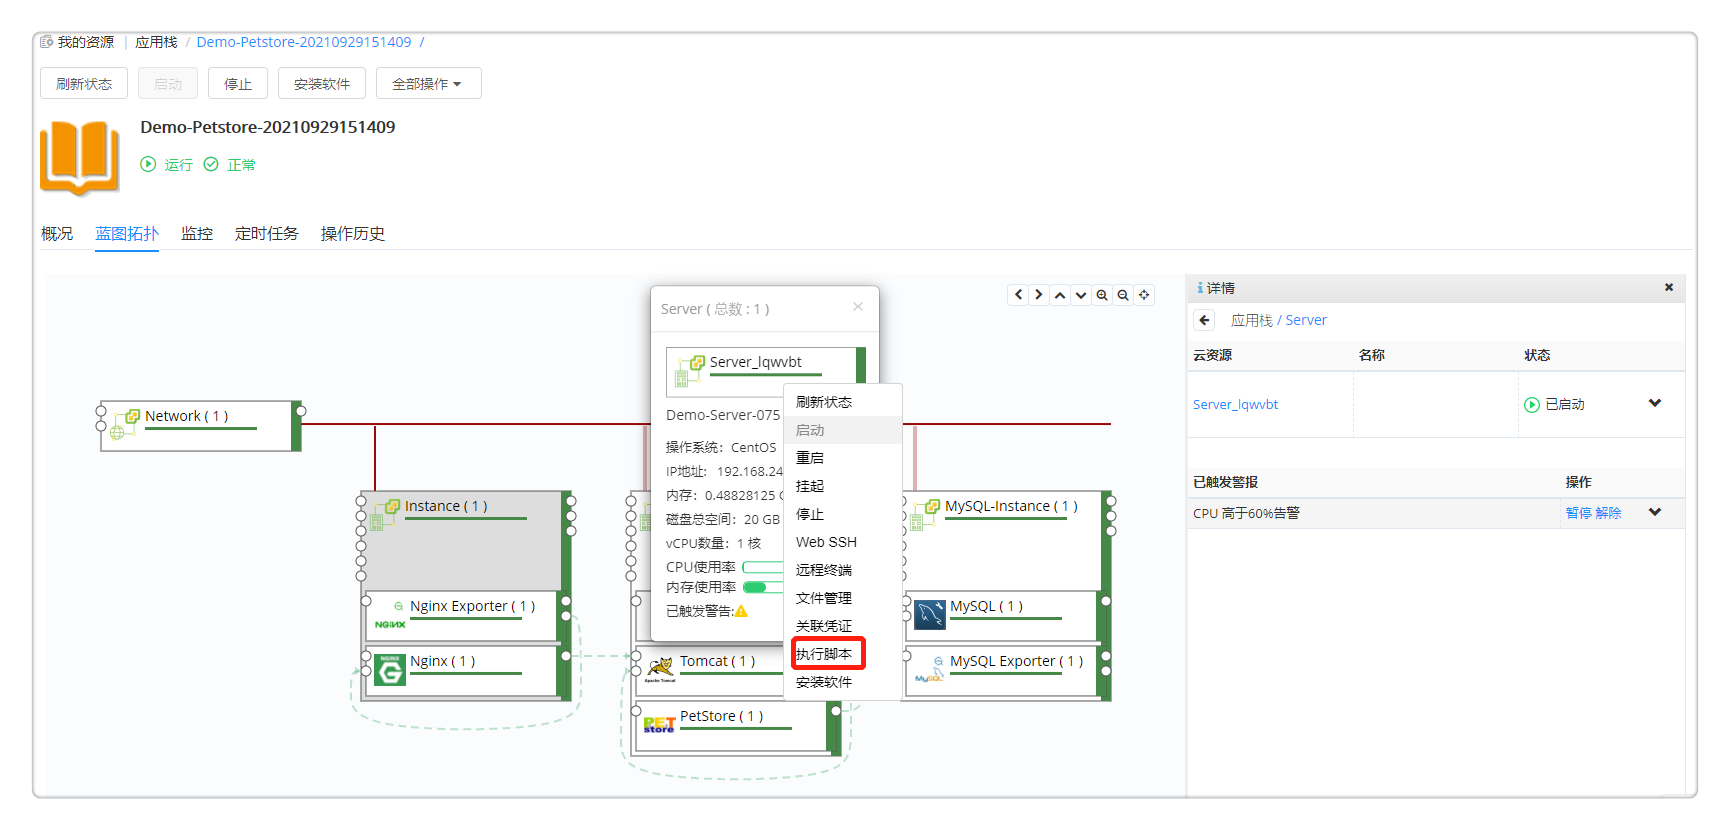 我的资源 | 应用栈 / Demo-Petstore-20210929151409 /
刷新状态 启动 停止 安装软件 全部操作
Demo-Petstore-20210929151409
运行 正常
概况 蓝图拓扑 监控 定时任务 操作历史
Network ( 1 )
Instance ( 1 )
Nginx Exporter ( 1 )
NGINX
Nginx ( 1 )
NGINX
Server ( 总数 : 1 )
Server_lqwvbt
Demo-Server-075
操作系统: CentOS
IP地址: 192.168.24
内存: 0.48828125
磁盘总空间: 20 GB
vCPU数量: 1 核
CPU使用率
内存使用率
已触发警告:
刷新状态
启动
重启
挂起
停止
Web SSH
远程终端
文件管理
关联凭证
执行脚本
安装软件
Tomcat ( 1 )
Apache Tomcat
PetStore ( 1 )
PET
store
MySQL-Instance ( 1 )
MySQL ( 1 )
MySQL Exporter ( 1 )
MySQL
详情
应用栈 / Server
云资源 名称 状态
Server_lqwvbt 已启动
已触发警报 操作
CPU 高于60%告警 暂停 解除